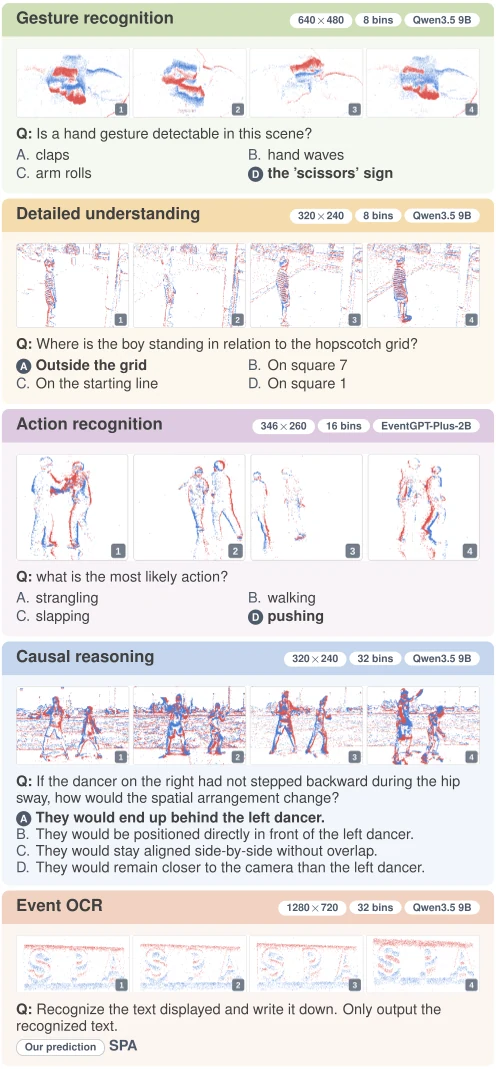 Gesture recognition 640×480 8 bins Qwen3.5 9B
1 2 3 4
Q: Is a hand gesture detectable in this scene?
A. claps B. hand waves
C. arm rolls D the 'scissors' sign
Detailed understanding 320×240 8 bins Qwen3.5 9B
1 2 3 4
Q: Where is the boy standing in relation to the hopscotch grid?
A Outside the grid B. On square 7
C. On the starting line D. On square 1
Action recognition 346×260 16 bins EventGPT-Plus-2B
1 2 3 4
Q: what is the most likely action?
A. strangling B. walking
C. slapping D pushing
Causal reasoning 320×240 32 bins Qwen3.5 9B
1 2 3 4
Q: If the dancer on the right had not stepped backward during the hip
sway, how would the spatial arrangement change?
A They would end up behind the left dancer.
B. They would be positioned directly in front of the left dancer.
C. They would stay aligned side-by-side without overlap.
D. They would remain closer to the camera than the left dancer.
Event OCR 1280×720 32 bins Qwen3.5 9B
SPA SPA SPA SPA
1 2 3 4
Q: Recognize the text displayed and write it down. Only output the
recognized text.
Our prediction SPA